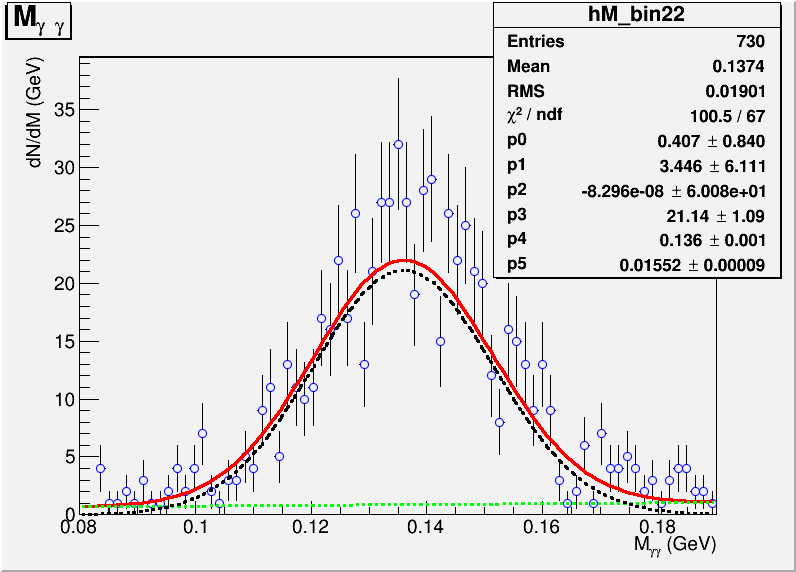 M γ γ
hM_bin22
Entries 730
Mean 0.1374
RMS 0.01901
χ² / ndf 100.5 / 67
p0 0.407 ± 0.840
p1 3.446 ± 6.111
p2 -8.296e-08 ± 6.008e+01
p3 21.14 ± 1.09
p4 0.136 ± 0.001
p5 0.01552 ± 0.00009
dN/dM (GeV)
35
30
25
20
15
10
5
0
0.08 0.1 0.12 0.14 0.16 0.18
Mγγ (GeV)